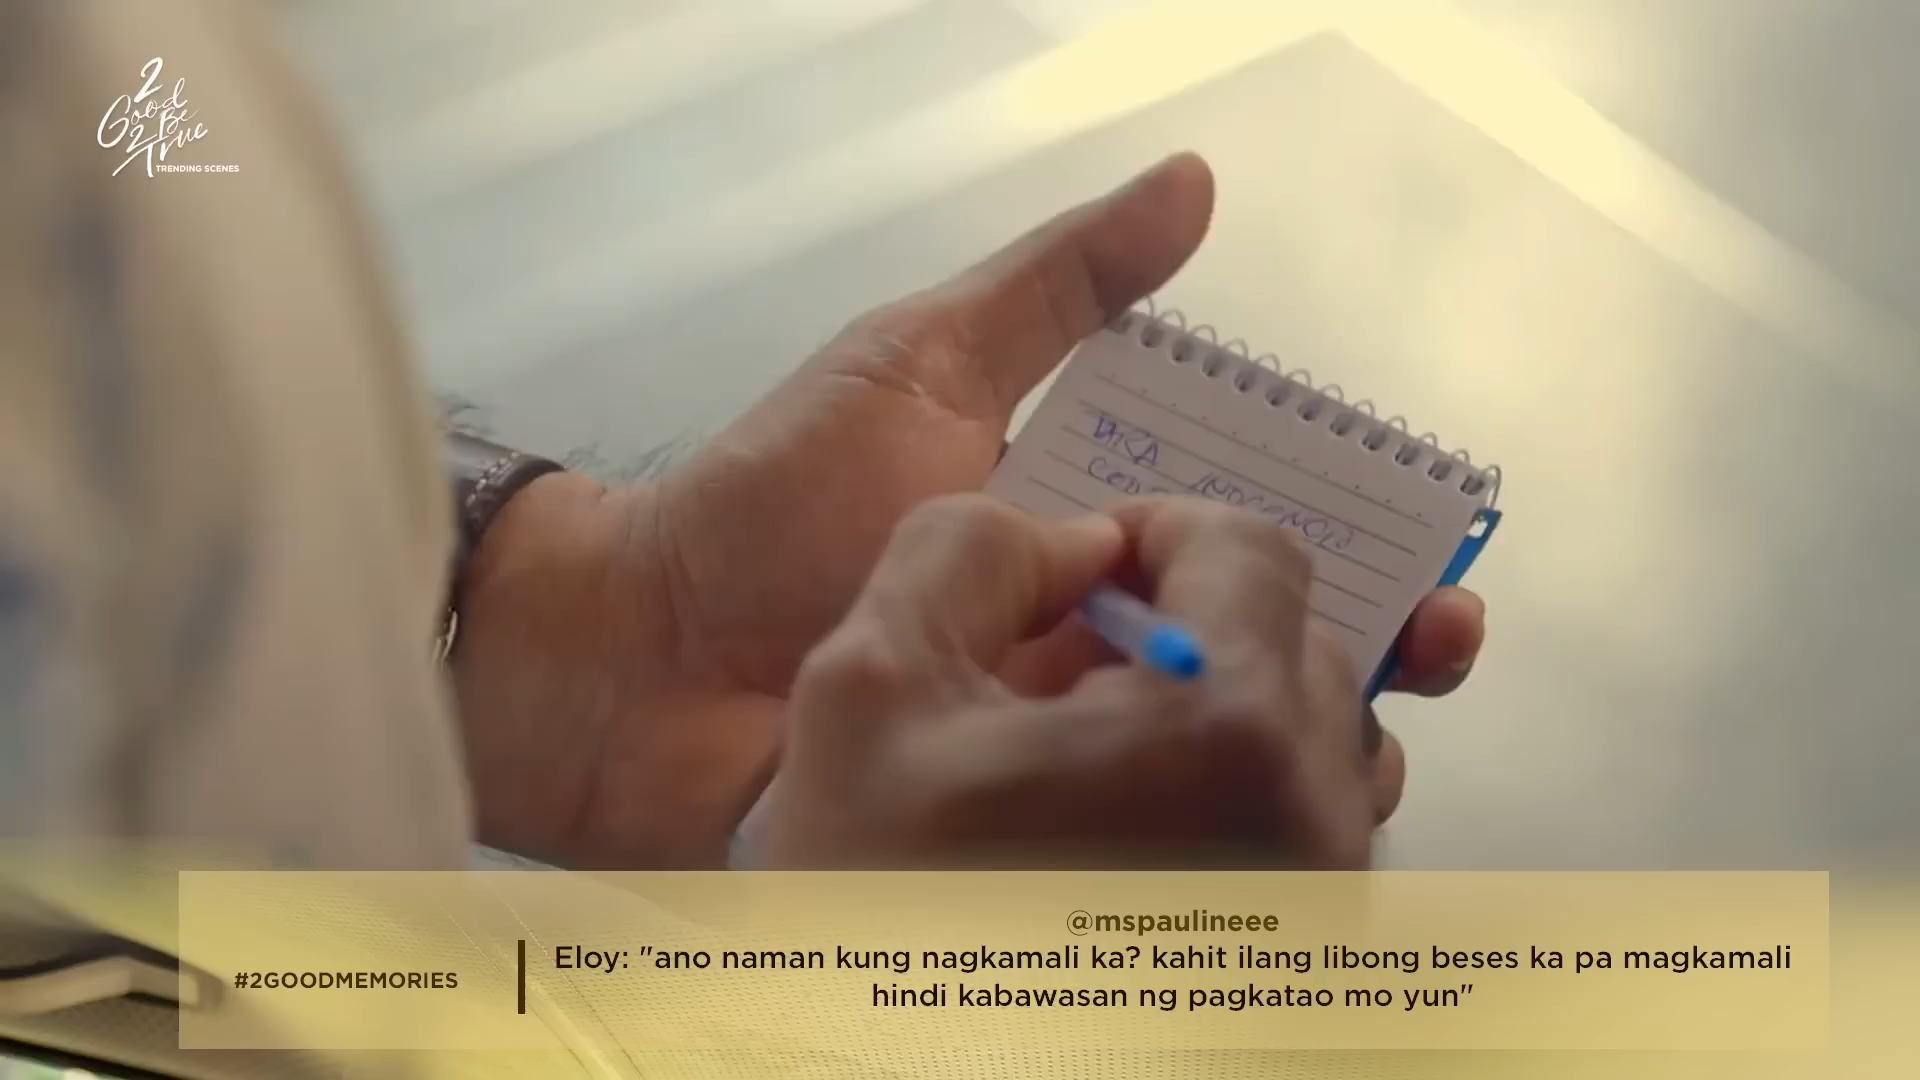 2
Good
Be
2
True
TRENDING SCENES
INOCENCIO
@mspaulineee
#2GOODMEMORIES
Eloy: "ano naman kung nagkamali ka? kahit ilang libong beses ka pa magkamali
hindi kabawasan ng pagkatao mo yun"